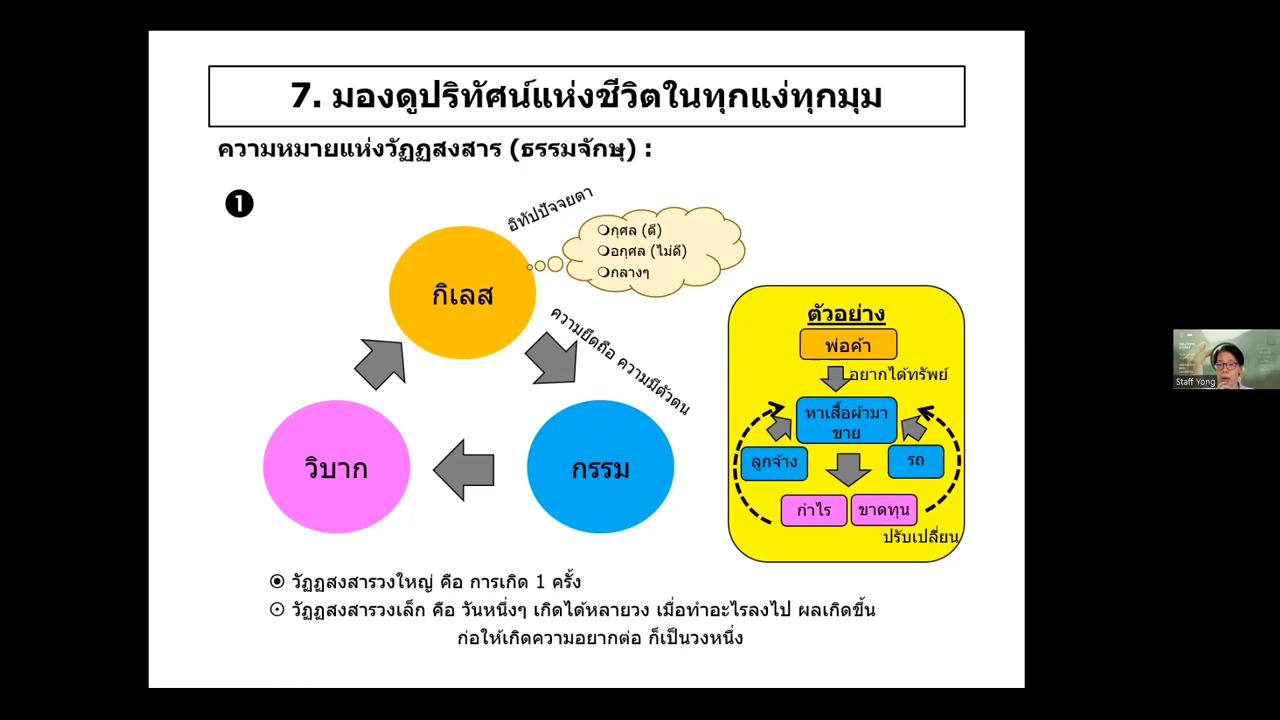 7. มองดูปริทัศน์แห่งชีวิตในทุกแง่ทุกมุม
ความหมายแห่งวัฏฏสงสาร (ธรรมจักษุ) :
❶
อิทัปปัจจยตา
❍กุศล (ดี)
❍อกุศล (ไม่ดี)
❍กลางๆ
กิเลส
ความยึดถือ ความมีตัวตน
วิบาก
กรรม
ตัวอย่าง
พ่อค้า
อยากได้ทรัพย์
หาเสื้อผ้ามา
ขาย
ลูกจ้าง
รถ
กำไร
ขาดทุน
ปรับเปลี่ยน
◉ วัฏฏสงสารวงใหญ่ คือ การเกิด 1 ครั้ง
⊙ วัฏฏสงสารวงเล็ก คือ วันหนึ่งๆ เกิดได้หลายวง เมื่อทำอะไรลงไป ผลเกิดขึ้น
ก่อให้เกิดความอยากต่อ ก็เป็นวงหนึ่ง
Staff Yong